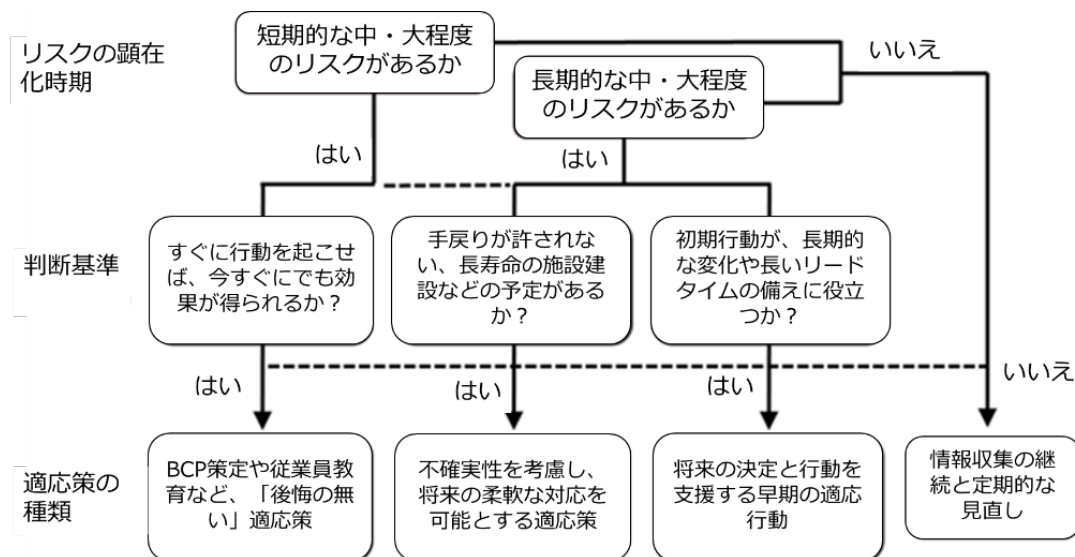 リスクの顕在
化時期
短期的な中・大程度
のリスクがあるか
長期的な中・大程度
のリスクがあるか
いいえ
はい
はい
判断基準
すぐに行動を起こせ
ば、今すぐにでも効
果が得られるか？
手戻りが許されな
い、長寿命の施設建
設などの予定がある
か？
初期行動が、長期的
な変化や長いリード
タイムの備えに役立
つか？
はい
はい
はい
いいえ
適応策の
種類
BCP策定や従業員教
育など、「後悔の無
い」適応策
不確実性を考慮し、
将来の柔軟な対応を
可能とする適応策
将来の決定と行動を
支援する早期の適応
行動
情報収集の継
続と定期的な
見直し